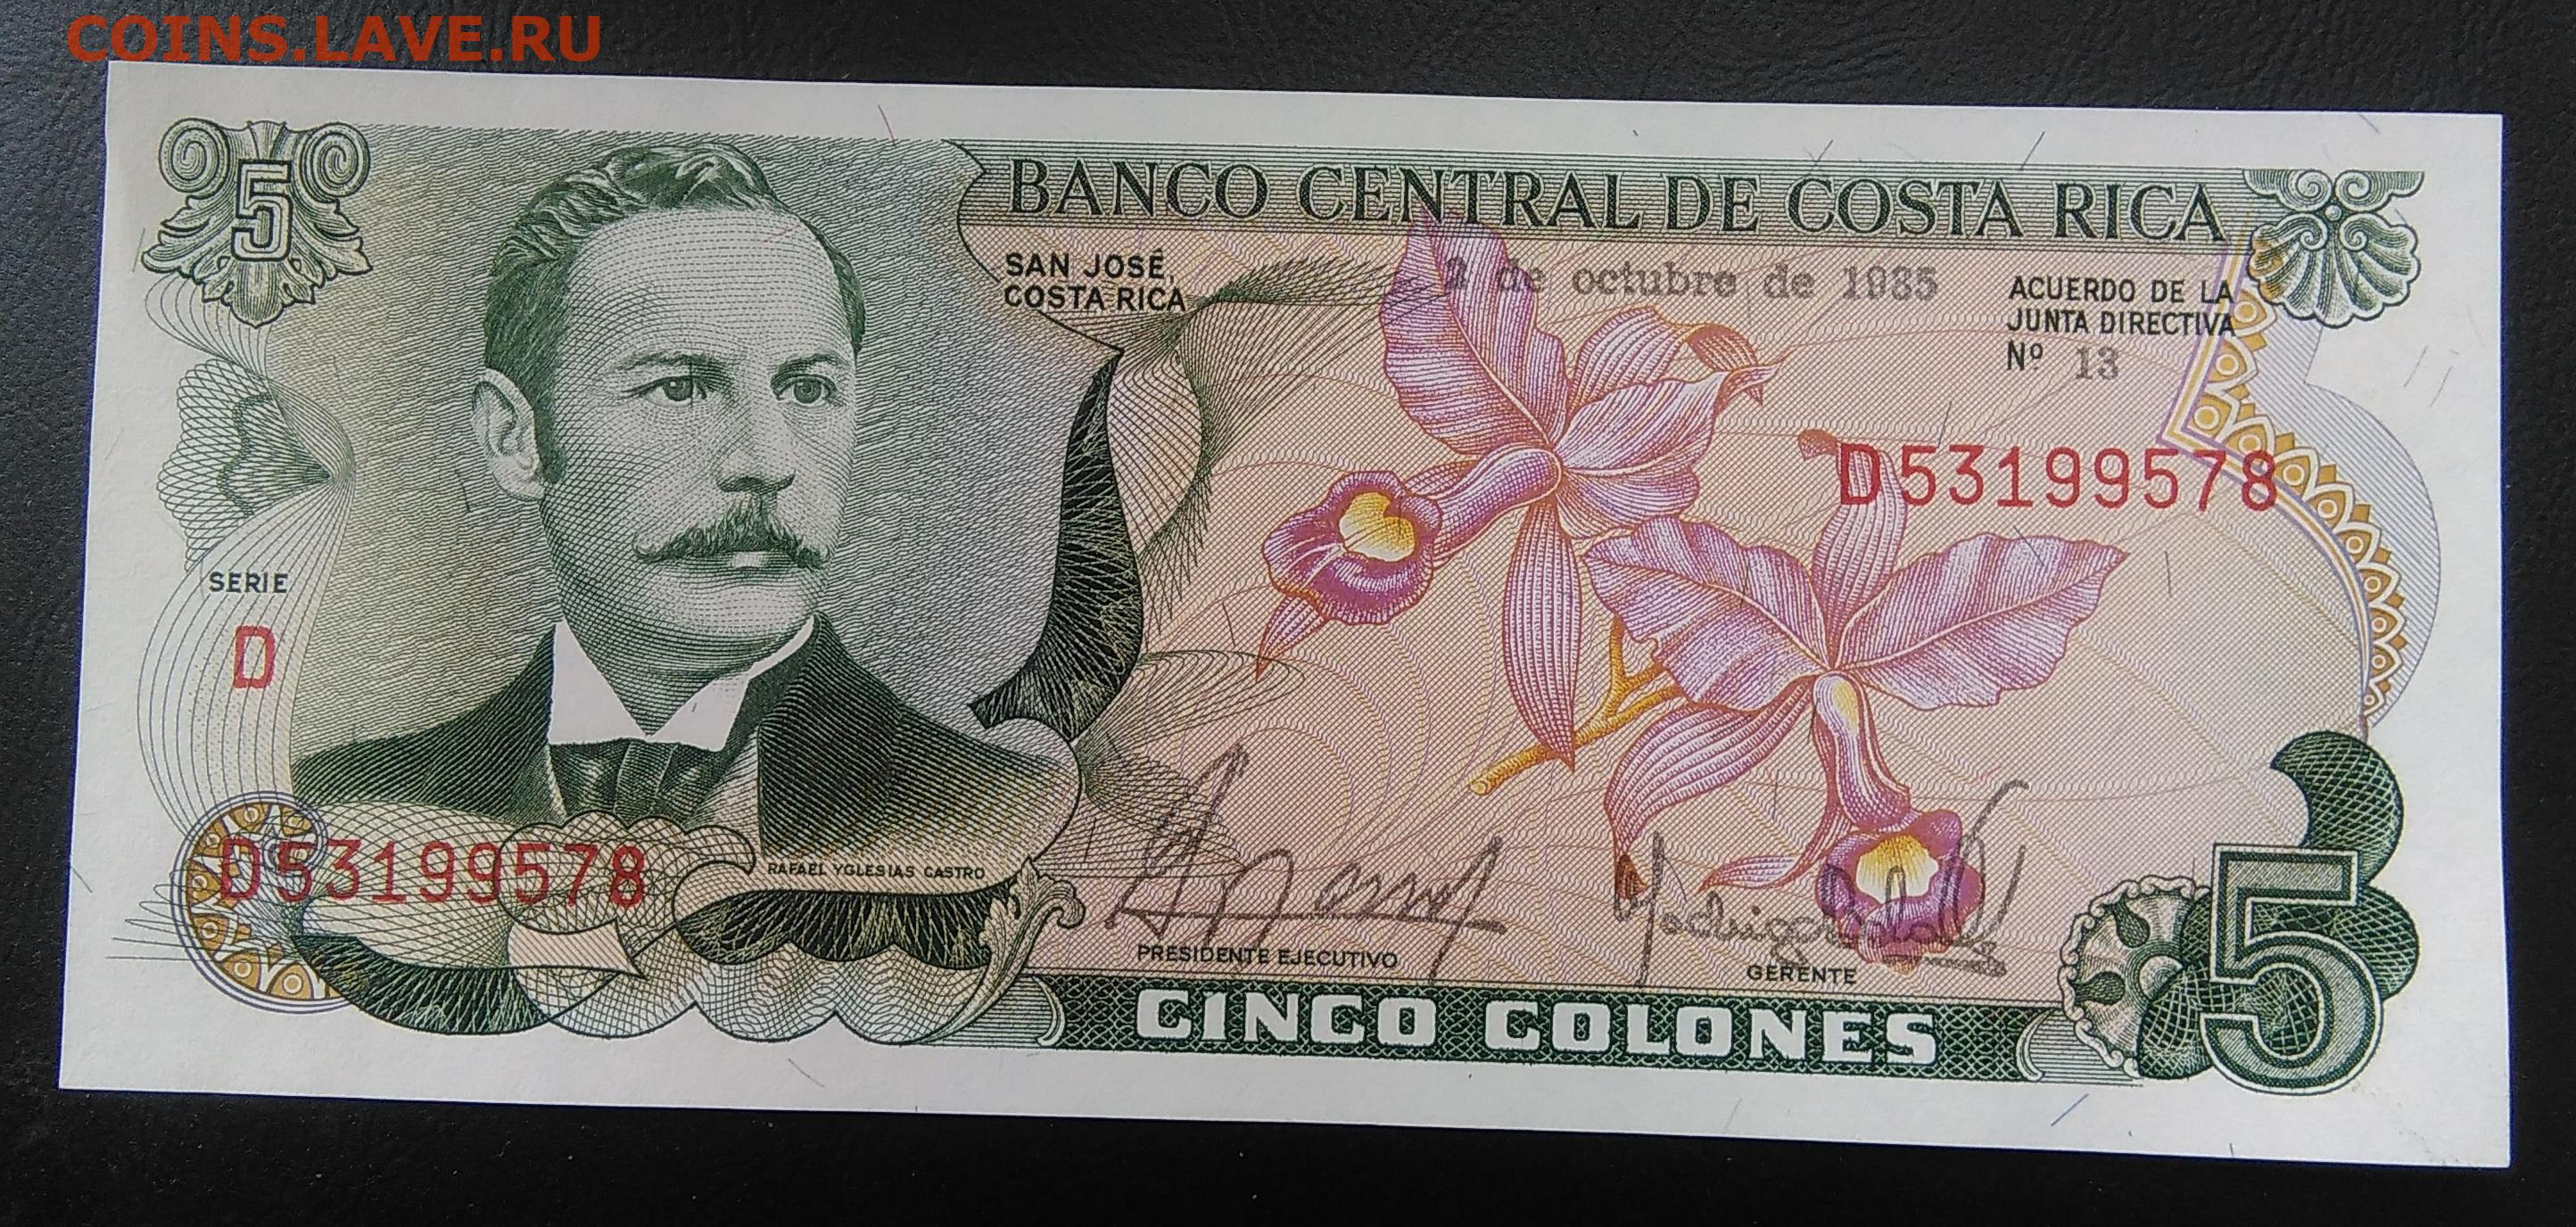 COINS.LAVE.RU
5
BANCO CENTRAL DE COSTA RICA
SAN JOSÉ,
COSTA RICA
de octubre de 1985
ACUERDO DE LA
JUNTA DIRECTIVA
Nº 13
D53199578
SERIE
D
D53199578
RAFAEL YGLESIAS CASTRO
PRESIDENTE EJECUTIVO
GERENTE
CINCO COLONES
5